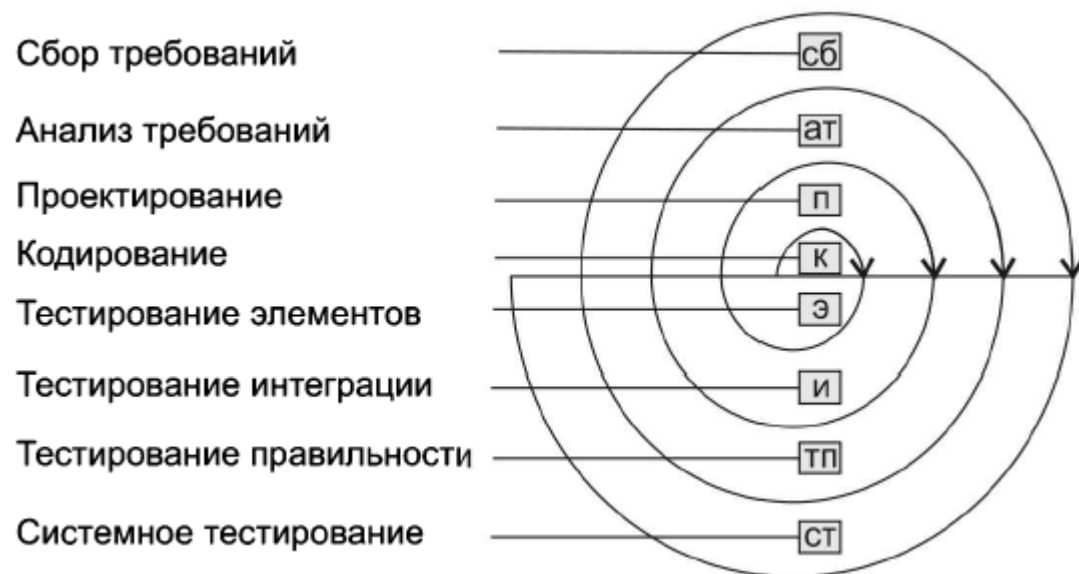 Сбор требований сб
Анализ требований ат
Проектирование п
Кодирование к
Тестирование элементов э
Тестирование интеграции и
Тестирование правильности тп
Системное тестирование ст